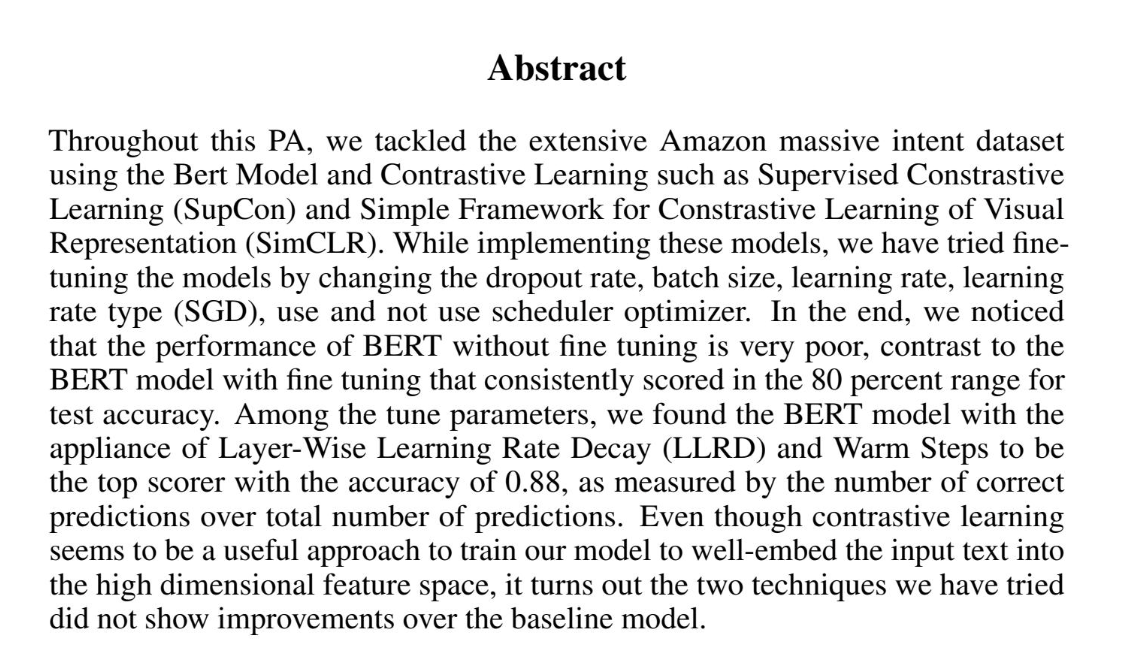 Abstract
Throughout this PA, we tackled the extensive Amazon massive intent dataset
using the Bert Model and Contrastive Learning such as Supervised Constrastive
Learning (SupCon) and Simple Framework for Constrastive Learning of Visual
Representation (SimCLR). While implementing these models, we have tried fine-
tuning the models by changing the dropout rate, batch size, learning rate, learning
rate type (SGD), use and not use scheduler optimizer. In the end, we noticed
that the performance of BERT without fine tuning is very poor, contrast to the
BERT model with fine tuning that consistently scored in the 80 percent range for
test accuracy. Among the tune parameters, we found the BERT model with the
appliance of Layer-Wise Learning Rate Decay (LLRD) and Warm Steps to be
the top scorer with the accuracy of 0.88, as measured by the number of correct
predictions over total number of predictions. Even though contrastive learning
seems to be a useful approach to train our model to well-embed the input text into
the high dimensional feature space, it turns out the two techniques we have tried
did not show improvements over the baseline model.